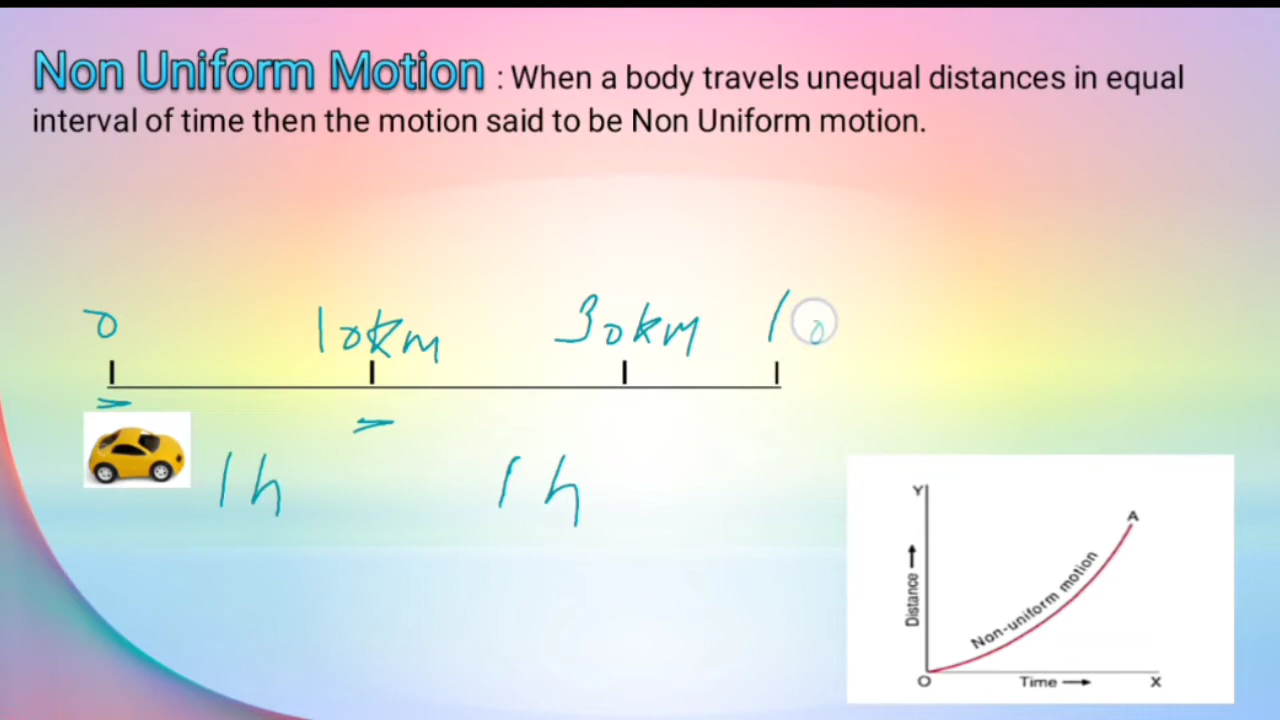 Non Uniform Motion : When a body travels unequal distances in equal
interval of time then the motion said to be Non Uniform motion.
0 10km 30km 10
1h 1h
Y
A
Distance
Non-uniform motion
O Time X